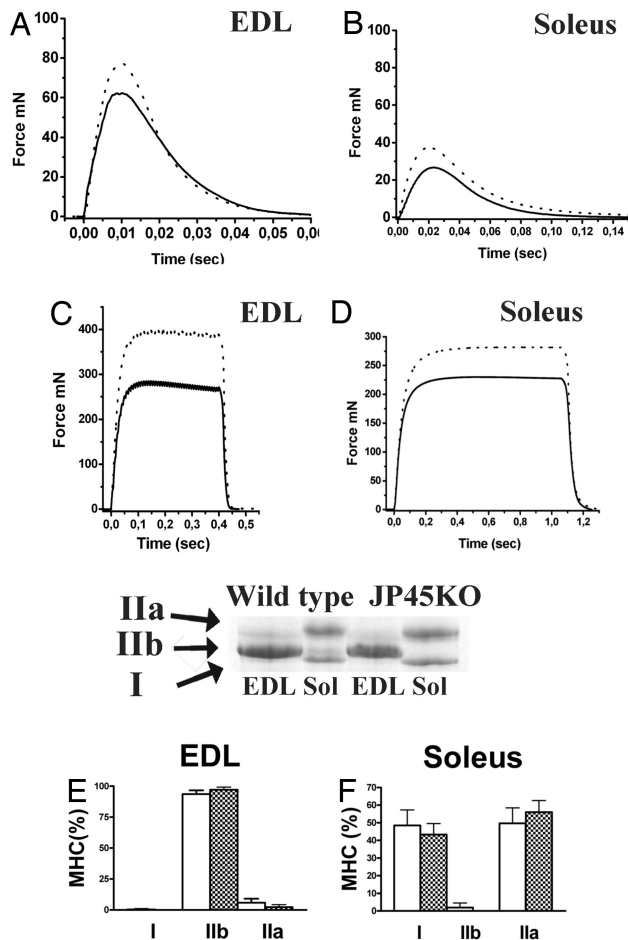 A
EDL
100
80
60
40
20
0
Force mN
0,00 0,01 0,02 0,03 0,04 0,05 0,0
Time (sec)
B
Soleus
100
80
60
40
20
0
Force mN
0,00 0,02 0,04 0,06 0,08 0,10 0,12 0,14
Time (sec)
C
EDL
400
300
200
100
0
Force mN
0,0 0,1 0,2 0,3 0,4 0,5
Time (sec)
D
Soleus
300
250
200
150
100
50
0
Force mN
0,0 0,2 0,4 0,6 0,8 1,0 1,2
Time (sec)
Wild type JP45KO
IIa
IIb
I
EDL Sol EDL Sol
E
EDL
100
75
50
25
0
MHC(%)
I IIb IIa
F
Soleus
70
60
50
40
30
20
10
0
MHC (%)
I IIb IIa